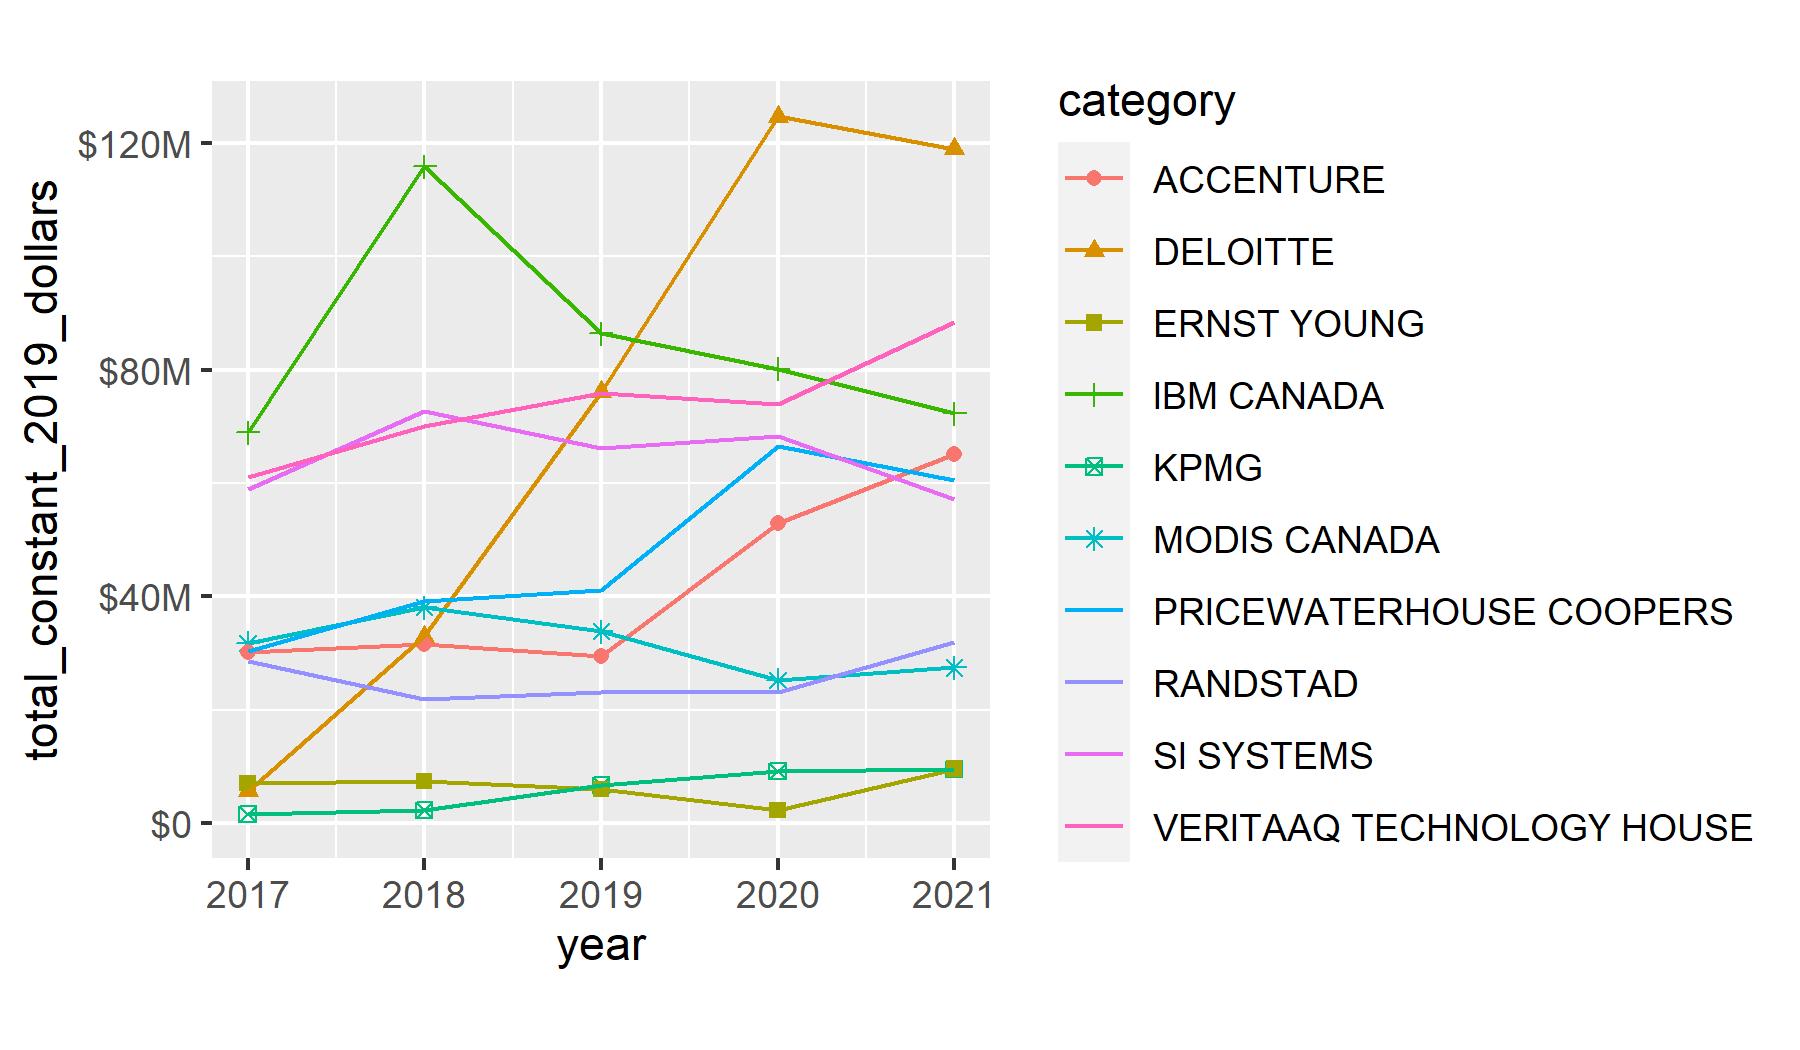 category
$120M
$80M
$40M
$0
total_constant_2019_dollars
2017 2018 2019 2020 2021
year
ACCENTURE
DELOITTE
ERNST YOUNG
IBM CANADA
KPMG
MODIS CANADA
PRICEWATERHOUSE COOPERS
RANDSTAD
SI SYSTEMS
VERITAAQ TECHNOLOGY HOUSE